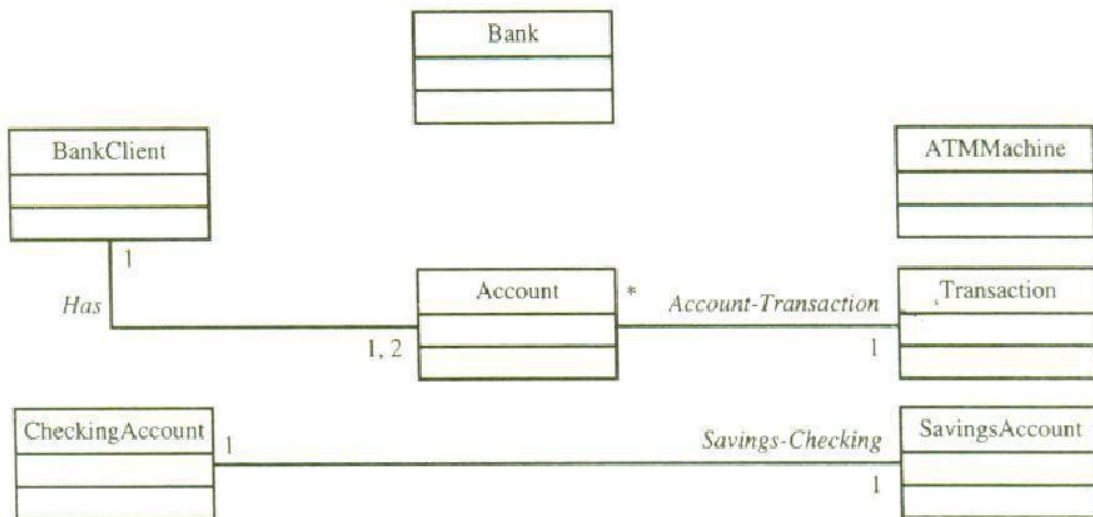 Bank
BankClient
ATMMachine
1
Has
Account
*
Account-Transaction
Transaction
1, 2
1
CheckingAccount
1
Savings-Checking
SavingsAccount
1